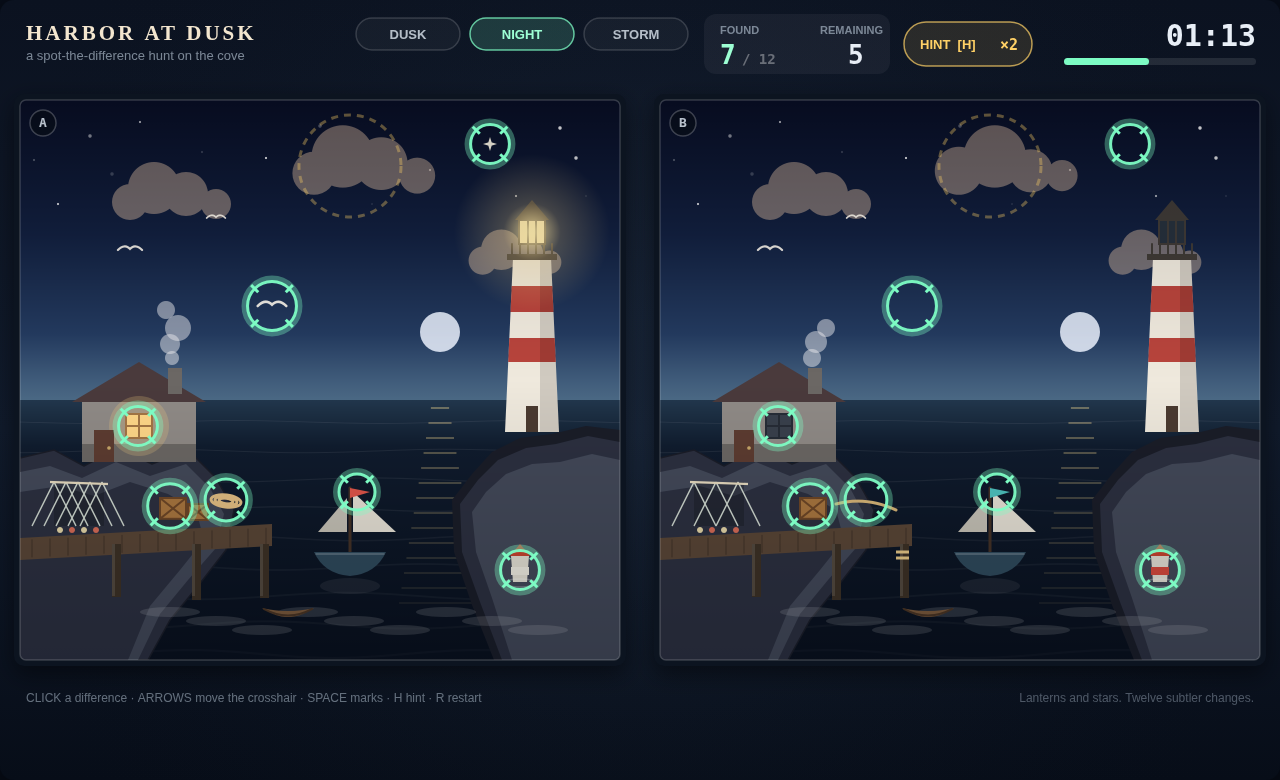 HARBOR AT DUSK
a spot-the-difference hunt on the cove
DUSK
NIGHT
STORM
FOUND
7 / 12
REMAINING
5
HINT [H] ×2
01:13
A
B
CLICK a difference · ARROWS move the crosshair · SPACE marks · H hint · R restart
Lanterns and stars. Twelve subtler changes.